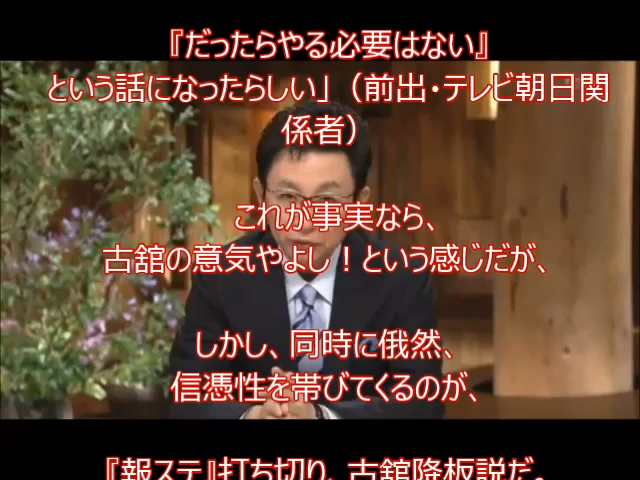 『だったらやる必要はない』
という話になったらしい」（前出・テレビ朝日関
係者）
これが事実なら、
古舘の意気やよし！という感じだが、
しかし、同時に俄然、
信憑性を帯びてくるのが、
『報ステ』打ち切り、古舘降板説だ。